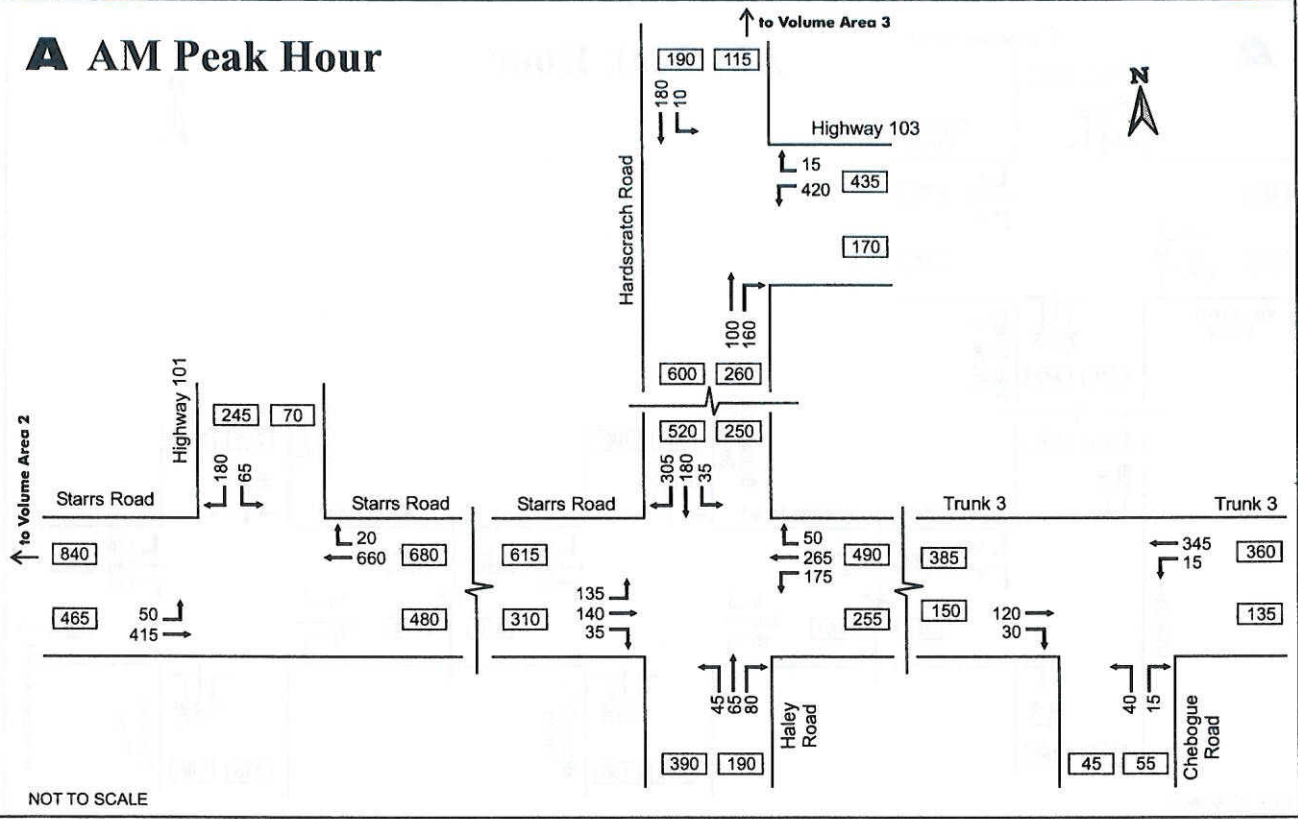 to Volume Area 3
A AM Peak Hour
190 115
N
180
10
Highway 103
15
420
435
170
Hardscratch Road
100
160
600 260
Highway 101
245 70
520 250
to Volume Area 2
180
65
305
180
35
Starrs Road
Starrs Road
Starrs Road
Trunk 3
Trunk 3
840
20
660
680
615
50
265
175
490
385
345
15
360
465
50
415
480
310
135
140
35
255
150
120
30
135
45
65
80
Haley
Road
40
15
Chebogue
Road
390 190
45 55
NOT TO SCALE